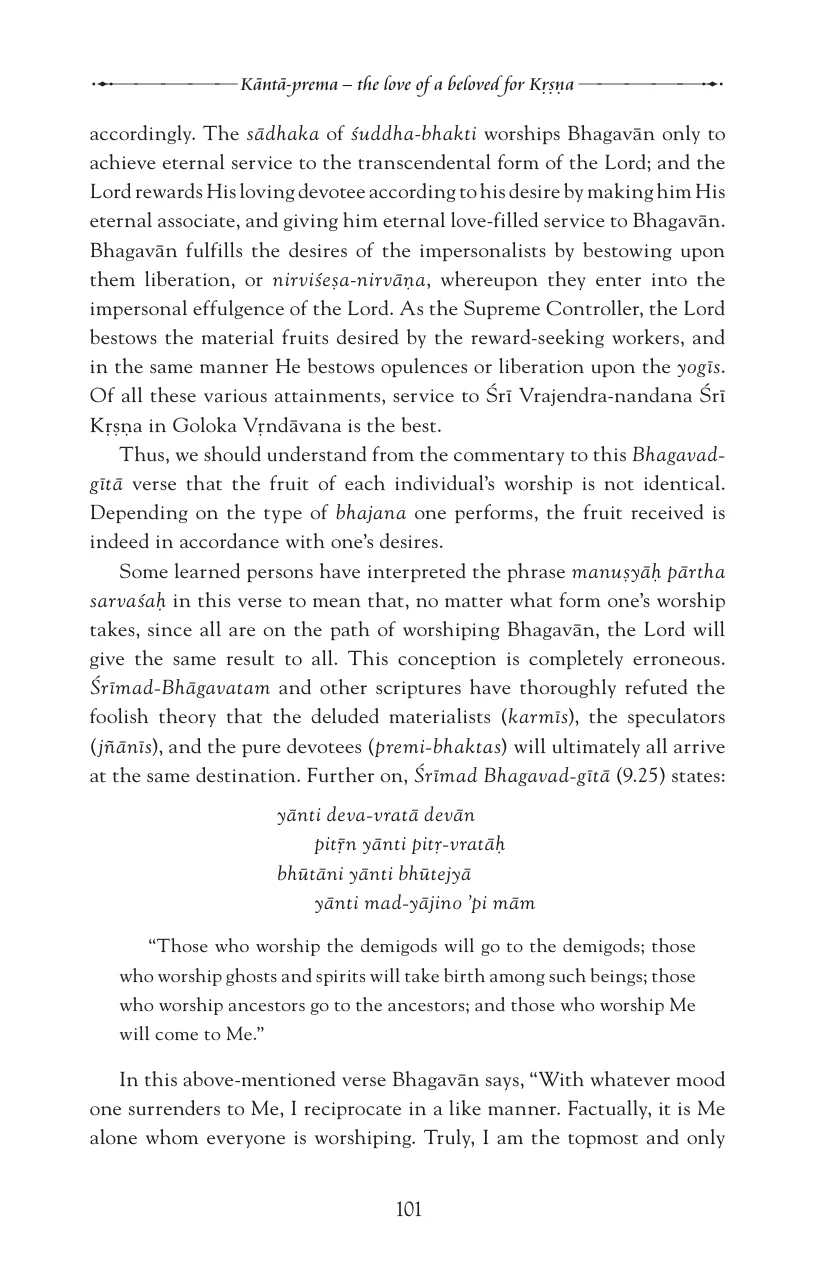 Kāntā-prema – the love of a beloved for Kṛṣṇa
accordingly. The sādhaka of śuddha-bhakti worships Bhagavān only to
achieve eternal service to the transcendental form of the Lord; and the
Lord rewards His loving devotee according to his desire by making him His
eternal associate, and giving him eternal love-filled service to Bhagavān.
Bhagavān fulfills the desires of the impersonalists by bestowing upon
them liberation, or nirviśeṣa-nirvāṇa, whereupon they enter into the
impersonal effulgence of the Lord. As the Supreme Controller, the Lord
bestows the material fruits desired by the reward-seeking workers, and
in the same manner He bestows opulences or liberation upon the yogīs.
Of all these various attainments, service to Śrī Vrajendra-nandana Śrī
Kṛṣṇa in Goloka Vṛndāvana is the best.
Thus, we should understand from the commentary to this Bhagavad-
gītā verse that the fruit of each individual’s worship is not identical.
Depending on the type of bhajana one performs, the fruit received is
indeed in accordance with one’s desires.
Some learned persons have interpreted the phrase manuṣyāḥ pārtha
sarvaśaḥ in this verse to mean that, no matter what form one’s worship
takes, since all are on the path of worshiping Bhagavān, the Lord will
give the same result to all. This conception is completely erroneous.
Śrīmad-Bhāgavatam and other scriptures have thoroughly refuted the
foolish theory that the deluded materialists (karmīs), the speculators
(jñānīs), and the pure devotees (premi-bhaktas) will ultimately all arrive
at the same destination. Further on, Śrīmad Bhagavad-gītā (9.25) states:
yānti deva-vratā devān
pitṝn yānti pitṛ-vratāḥ
bhūtāni yānti bhūtejyā
yānti mad-yājino ’pi mām
“Those who worship the demigods will go to the demigods; those
who worship ghosts and spirits will take birth among such beings; those
who worship ancestors go to the ancestors; and those who worship Me
will come to Me.”
In this above-mentioned verse Bhagavān says, “With whatever mood
one surrenders to Me, I reciprocate in a like manner. Factually, it is Me
alone whom everyone is worshiping. Truly, I am the topmost and only
101